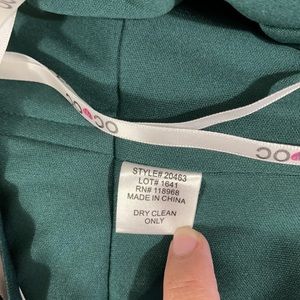 STYLE# 20463
LOT# 1641
RN# 118968
MADE IN CHINA
DRY CLEAN
ONLY